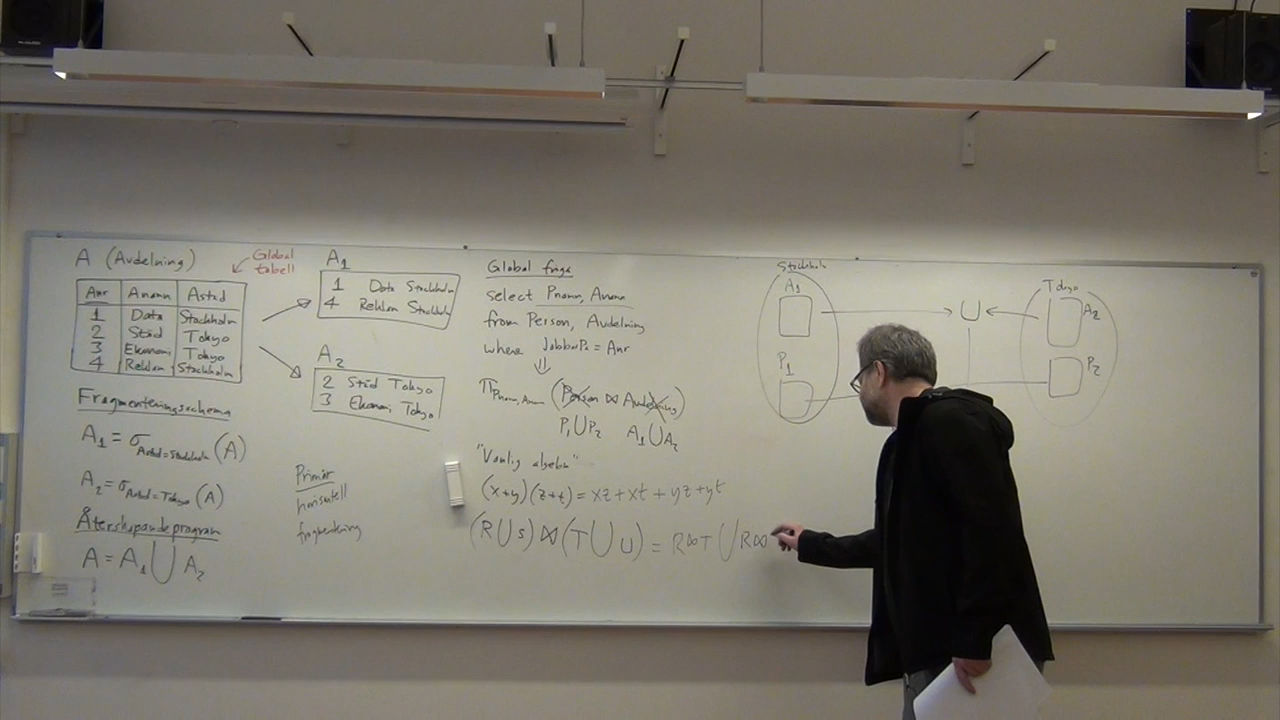 A (Avdelning)
Global
tabell
Anr Anamn Astad
1 Data Stockholm
2 Städ Tokyo
3 Ekonomi Tokyo
4 Reklam Stockholm
A1
1 Data Stockholm
4 Reklam Stockholm
A2
2 Städ Tokyo
3 Ekonomi Tokyo
Fragmenteringsschema
A1 = σAstad=Stockholm (A)
A2 = σAstad=Tokyo (A)
Återskapandeprogram
A = A1 ⋃ A2
Primär
horisontell
fragmentering
Global fråga
select Pnamn, Anamn
from Person, Avdelning
where JobbarPå = Anr
⇓
ΠPnamn, Anamn (Person ⋈ Avdelning)
P1 ⋃ P2 A1 ⋃ A2
"Vanlig algebra"
(x+y)(z+t) = xz + xt + yz + yt
(R ⋃ S) ⋈ (T ⋃ U) = R⋈T ⋃ R⋈
Stockholm
A1
P1
⋃
Tokyo
A2
P2